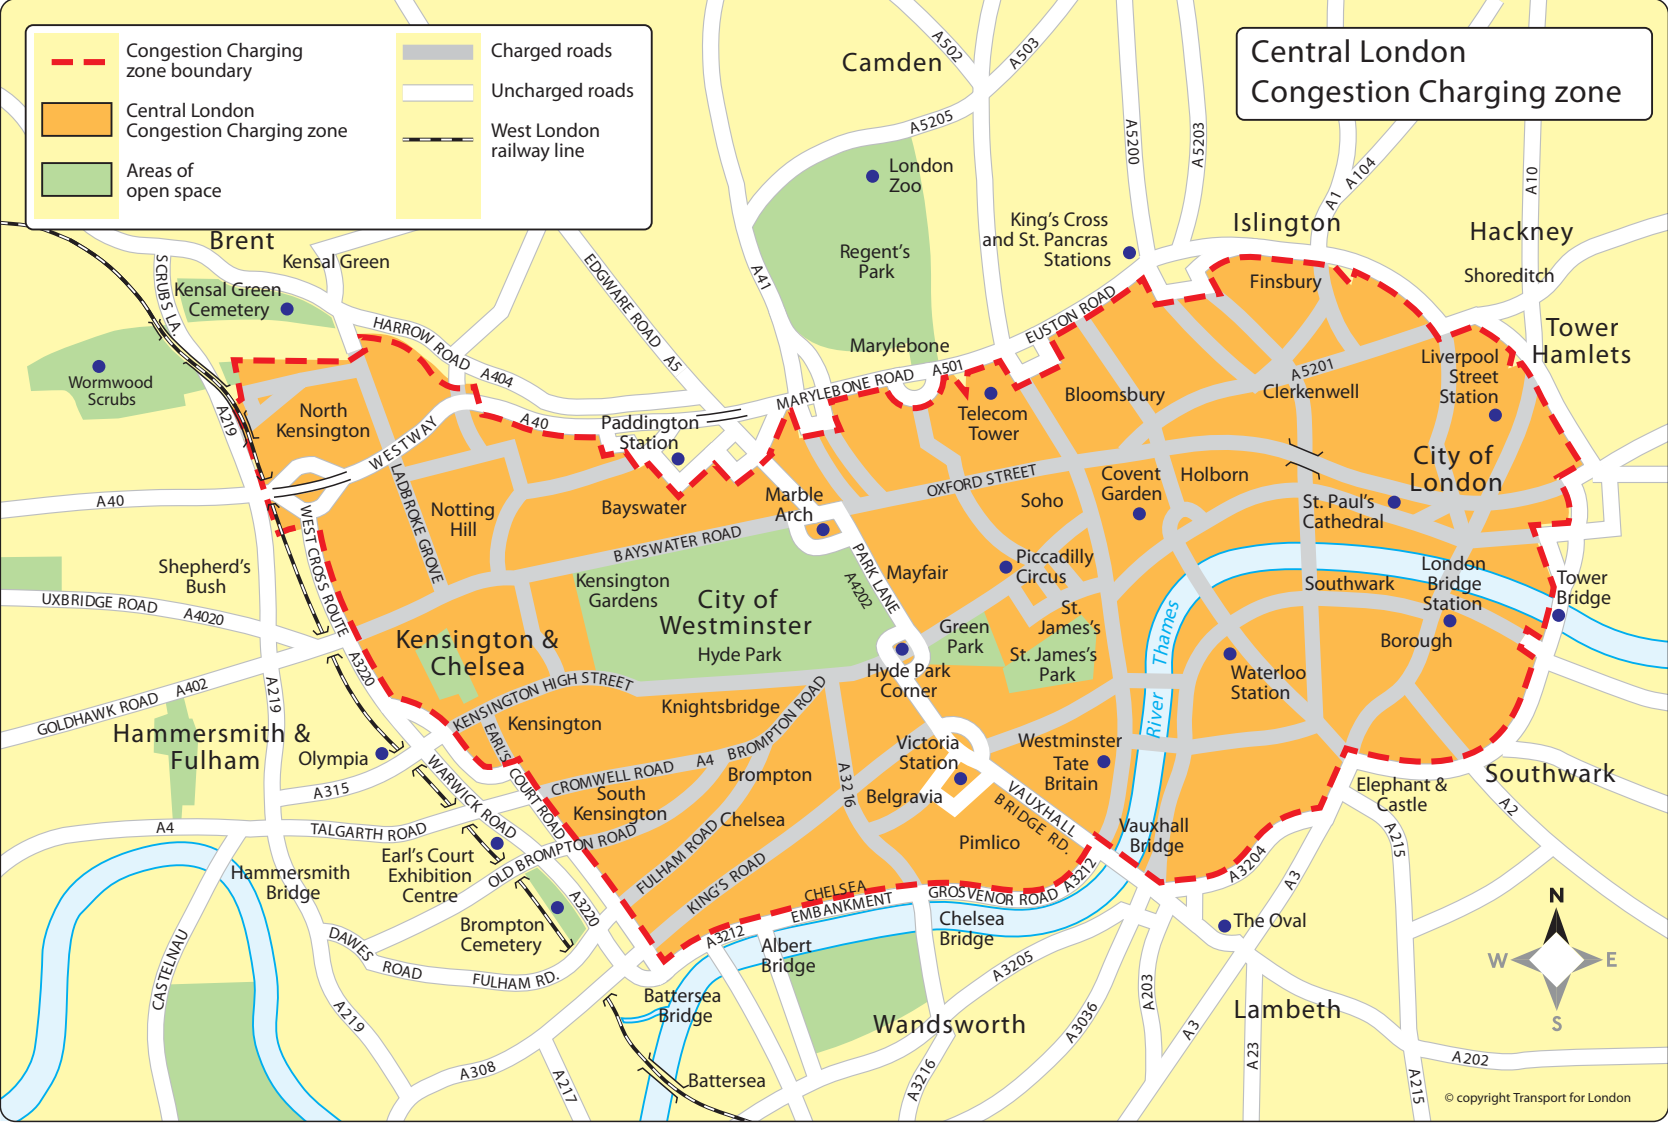 Congestion Charging
zone boundary
Central London
Congestion Charging zone
Areas of
open space
Charged roads
Uncharged roads
West London
railway line
Central London
Congestion Charging zone
Camden
A502
A503
A5205
A5200
A5203
A1
A104
A10
London
Zoo
Regent's
Park
King's Cross
and St. Pancras
Stations
Islington
Hackney
Shoreditch
Tower
Hamlets
Brent
Kensal Green
Kensal Green
Cemetery
SCRUBS LA.
HARROW ROAD
A404
EDGWARE ROAD
A5
A41
Wormwood
Scrubs
A219
North
Kensington
WESTWAY
A40
Paddington
Station
Marylebone
MARYLEBONE ROAD
A501
EUSTON ROAD
Finsbury
A5201
Clerkenwell
Liverpool
Street
Station
Bloomsbury
Telecom
Tower
City of
London
Covent
Garden
Holborn
St. Paul's
Cathedral
OXFORD STREET
Soho
Marble
Arch
Bayswater
BAYSWATER ROAD
Notting
Hill
LADBROKE GROVE
A40
WEST CROSS ROUTE
Shepherd's
Bush
UXBRIDGE ROAD
A4020
A3220
Kensington
Gardens
City of
Westminster
Hyde Park
PARK LANE
A4202
Mayfair
Piccadilly
Circus
St.
James's
Green
Park
St. James's
Park
Hyde Park
Corner
Southwark
London
Bridge
Station
Tower
Bridge
Borough
Waterloo
Station
River Thames
Kensington &
Chelsea
KENSINGTON HIGH STREET
Knightsbridge
Kensington
GOLDHAWK ROAD
A402
A219
Hammersmith &
Fulham
Olympia
EARL'S COURT ROAD
CROMWELL ROAD
A4
BROMPTON ROAD
Brompton
South
Kensington
Chelsea
A3216
Victoria
Station
Belgravia
Westminster
Tate
Britain
Pimlico
VAUXHALL
BRIDGE RD.
Vauxhall
Bridge
Elephant &
Castle
Southwark
A2
A315
WARWICK ROAD
A4
TALGARTH ROAD
Earl's Court
Exhibition
Centre
OLD BROMPTON ROAD
FULHAM ROAD
KING'S ROAD
Hammersmith
Bridge
A3220
Brompton
Cemetery
DAWES
ROAD
FULHAM RD.
CASTELNAU
A219
A3212
CHELSEA
EMBANKMENT
GROSVENOR ROAD
A3212
Albert
Bridge
Chelsea
Bridge
A3204
A3
A215
The Oval
Battersea
Bridge
Battersea
A308
A217
Wandsworth
A3205
A3216
A3036
A203
A3
A23
Lambeth
A202
A215
N
W
E
S
© copyright Transport for London